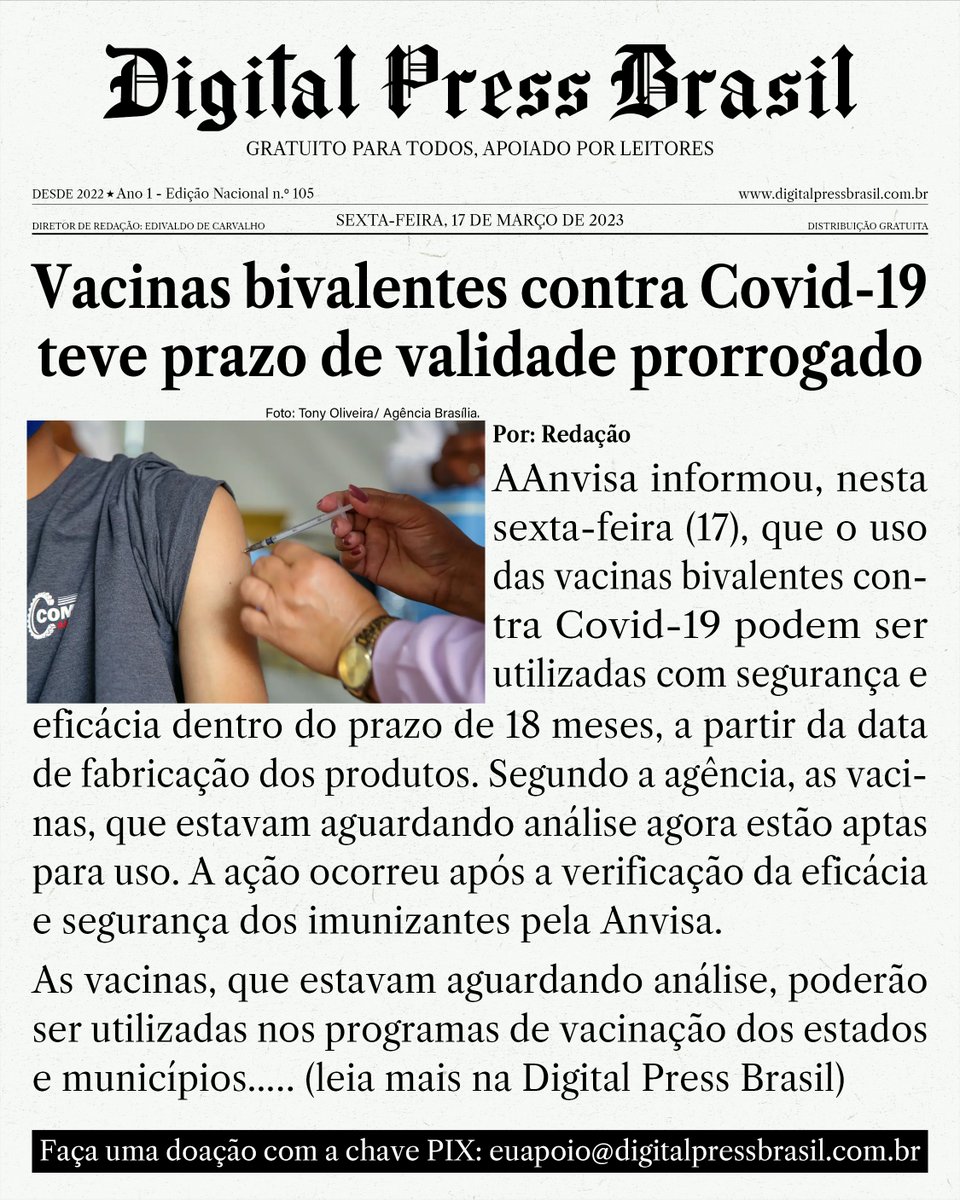 Digital Press Brasil
GRATUITO PARA TODOS, APOIADO POR LEITORES
DESDE 2022 ★ Ano 1 - Edição Nacional n.º 105
www.digitalpressbrasil.com.br
DIRETOR DE REDAÇÃO: EDIVALDO DE CARVALHO
SEXTA-FEIRA, 17 DE MARÇO DE 2023
DISTRIBUIÇÃO GRATUITA
Vacinas bivalentes contra Covid-19
teve prazo de validade prorrogado
Foto: Tony Oliveira/ Agência Brasília.
COM
Por: Redação
AAnvisa informou, nesta
sexta-feira (17), que o uso
das vacinas bivalentes con-
tra Covid-19 podem ser
utilizadas com segurança e
eficácia dentro do prazo de 18 meses, a partir da data
de fabricação dos produtos. Segundo a agência, as vaci-
nas, que estavam aguardando análise agora estão aptas
para uso. A ação ocorreu após a verificação da eficácia
e segurança dos imunizantes pela Anvisa.
As vacinas, que estavam aguardando análise, poderão
ser utilizadas nos programas de vacinação dos estados
e municípios..... (leia mais na Digital Press Brasil)
Faça uma doação com a chave PIX: euapoio@digitalpressbrasil.com.br